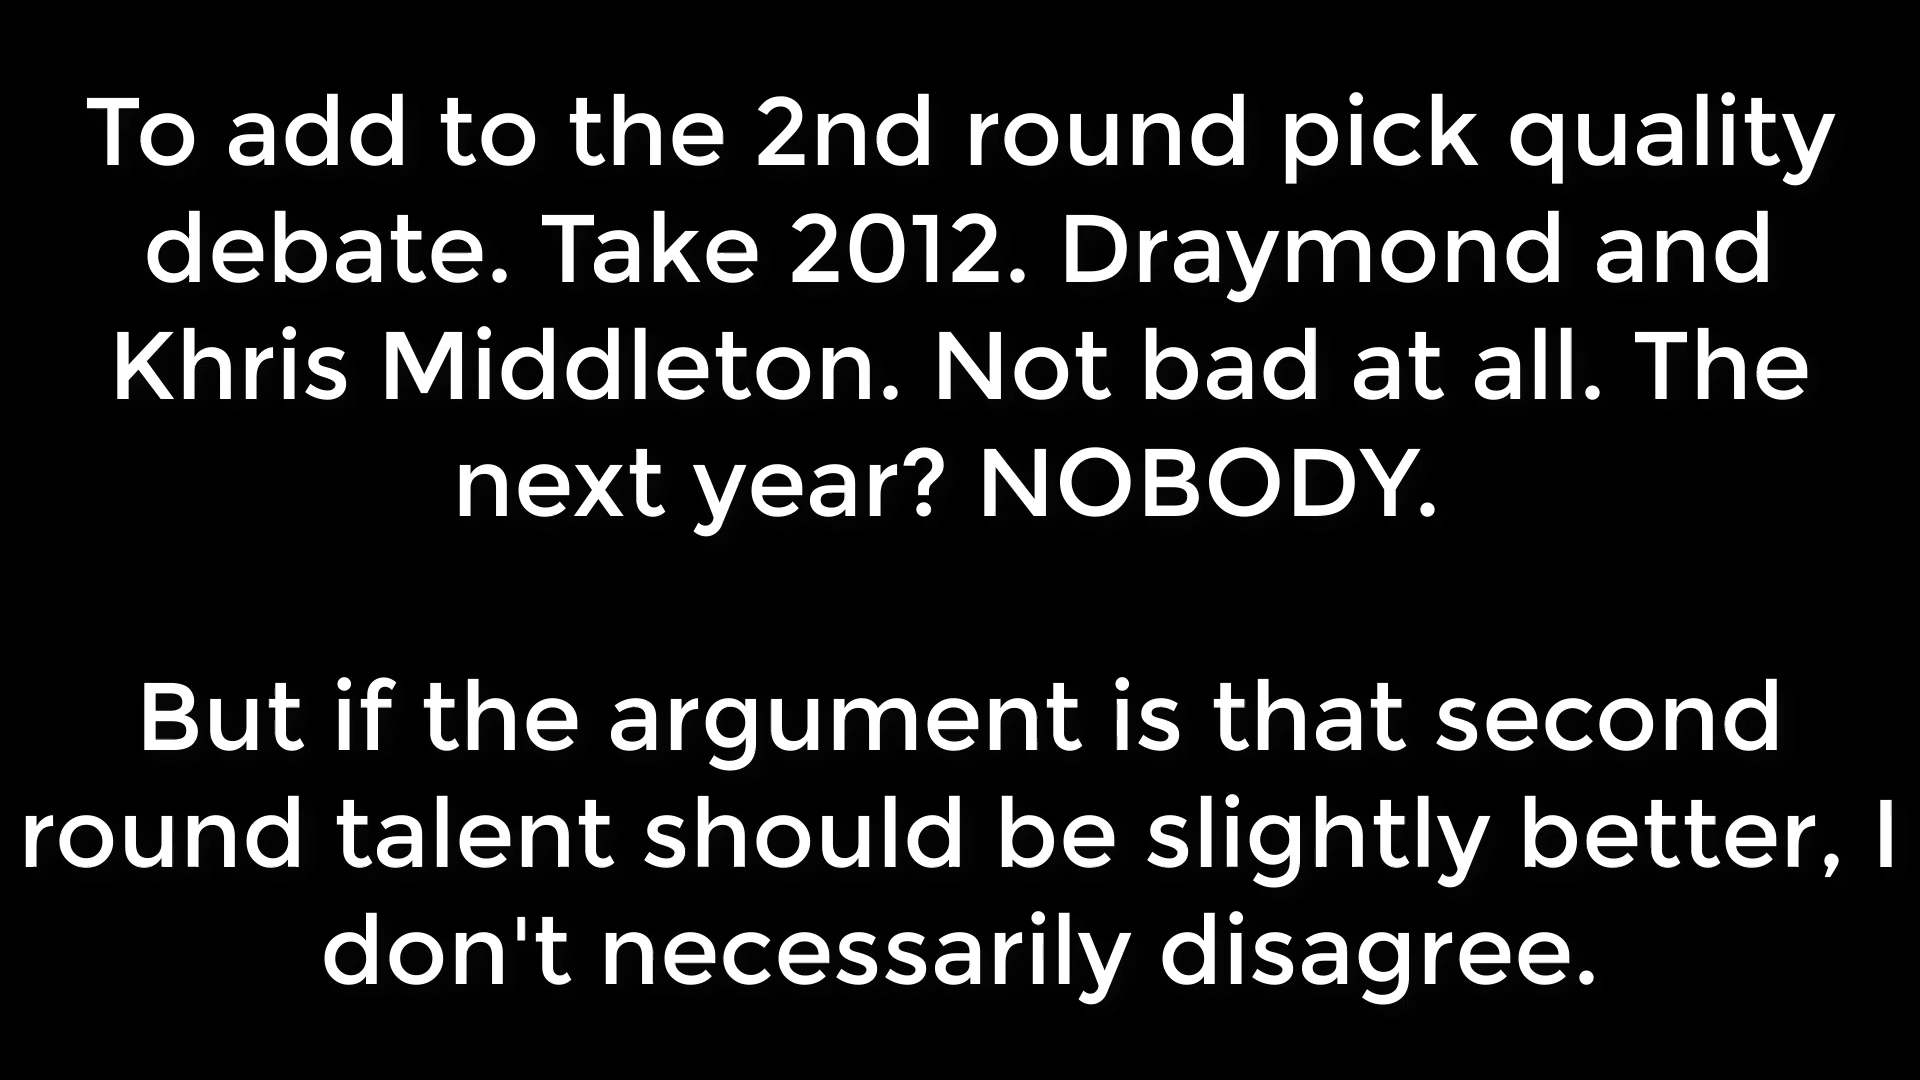 To add to the 2nd round pick quality
debate. Take 2012. Draymond and
Khris Middleton. Not bad at all. The
next year? NOBODY.
But if the argument is that second
round talent should be slightly better, I
don't necessarily disagree.